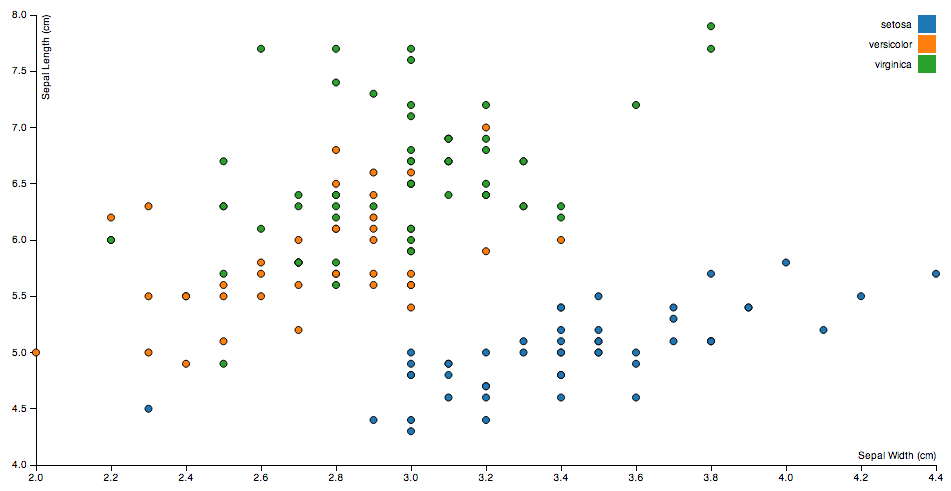 8.0
Sepal Length (cm)
7.5
7.0
6.5
6.0
5.5
5.0
4.5
4.0
setosa
versicolor
virginica
Sepal Width (cm)
2.0 2.2 2.4 2.6 2.8 3.0 3.2 3.4 3.6 3.8 4.0 4.2 4.4